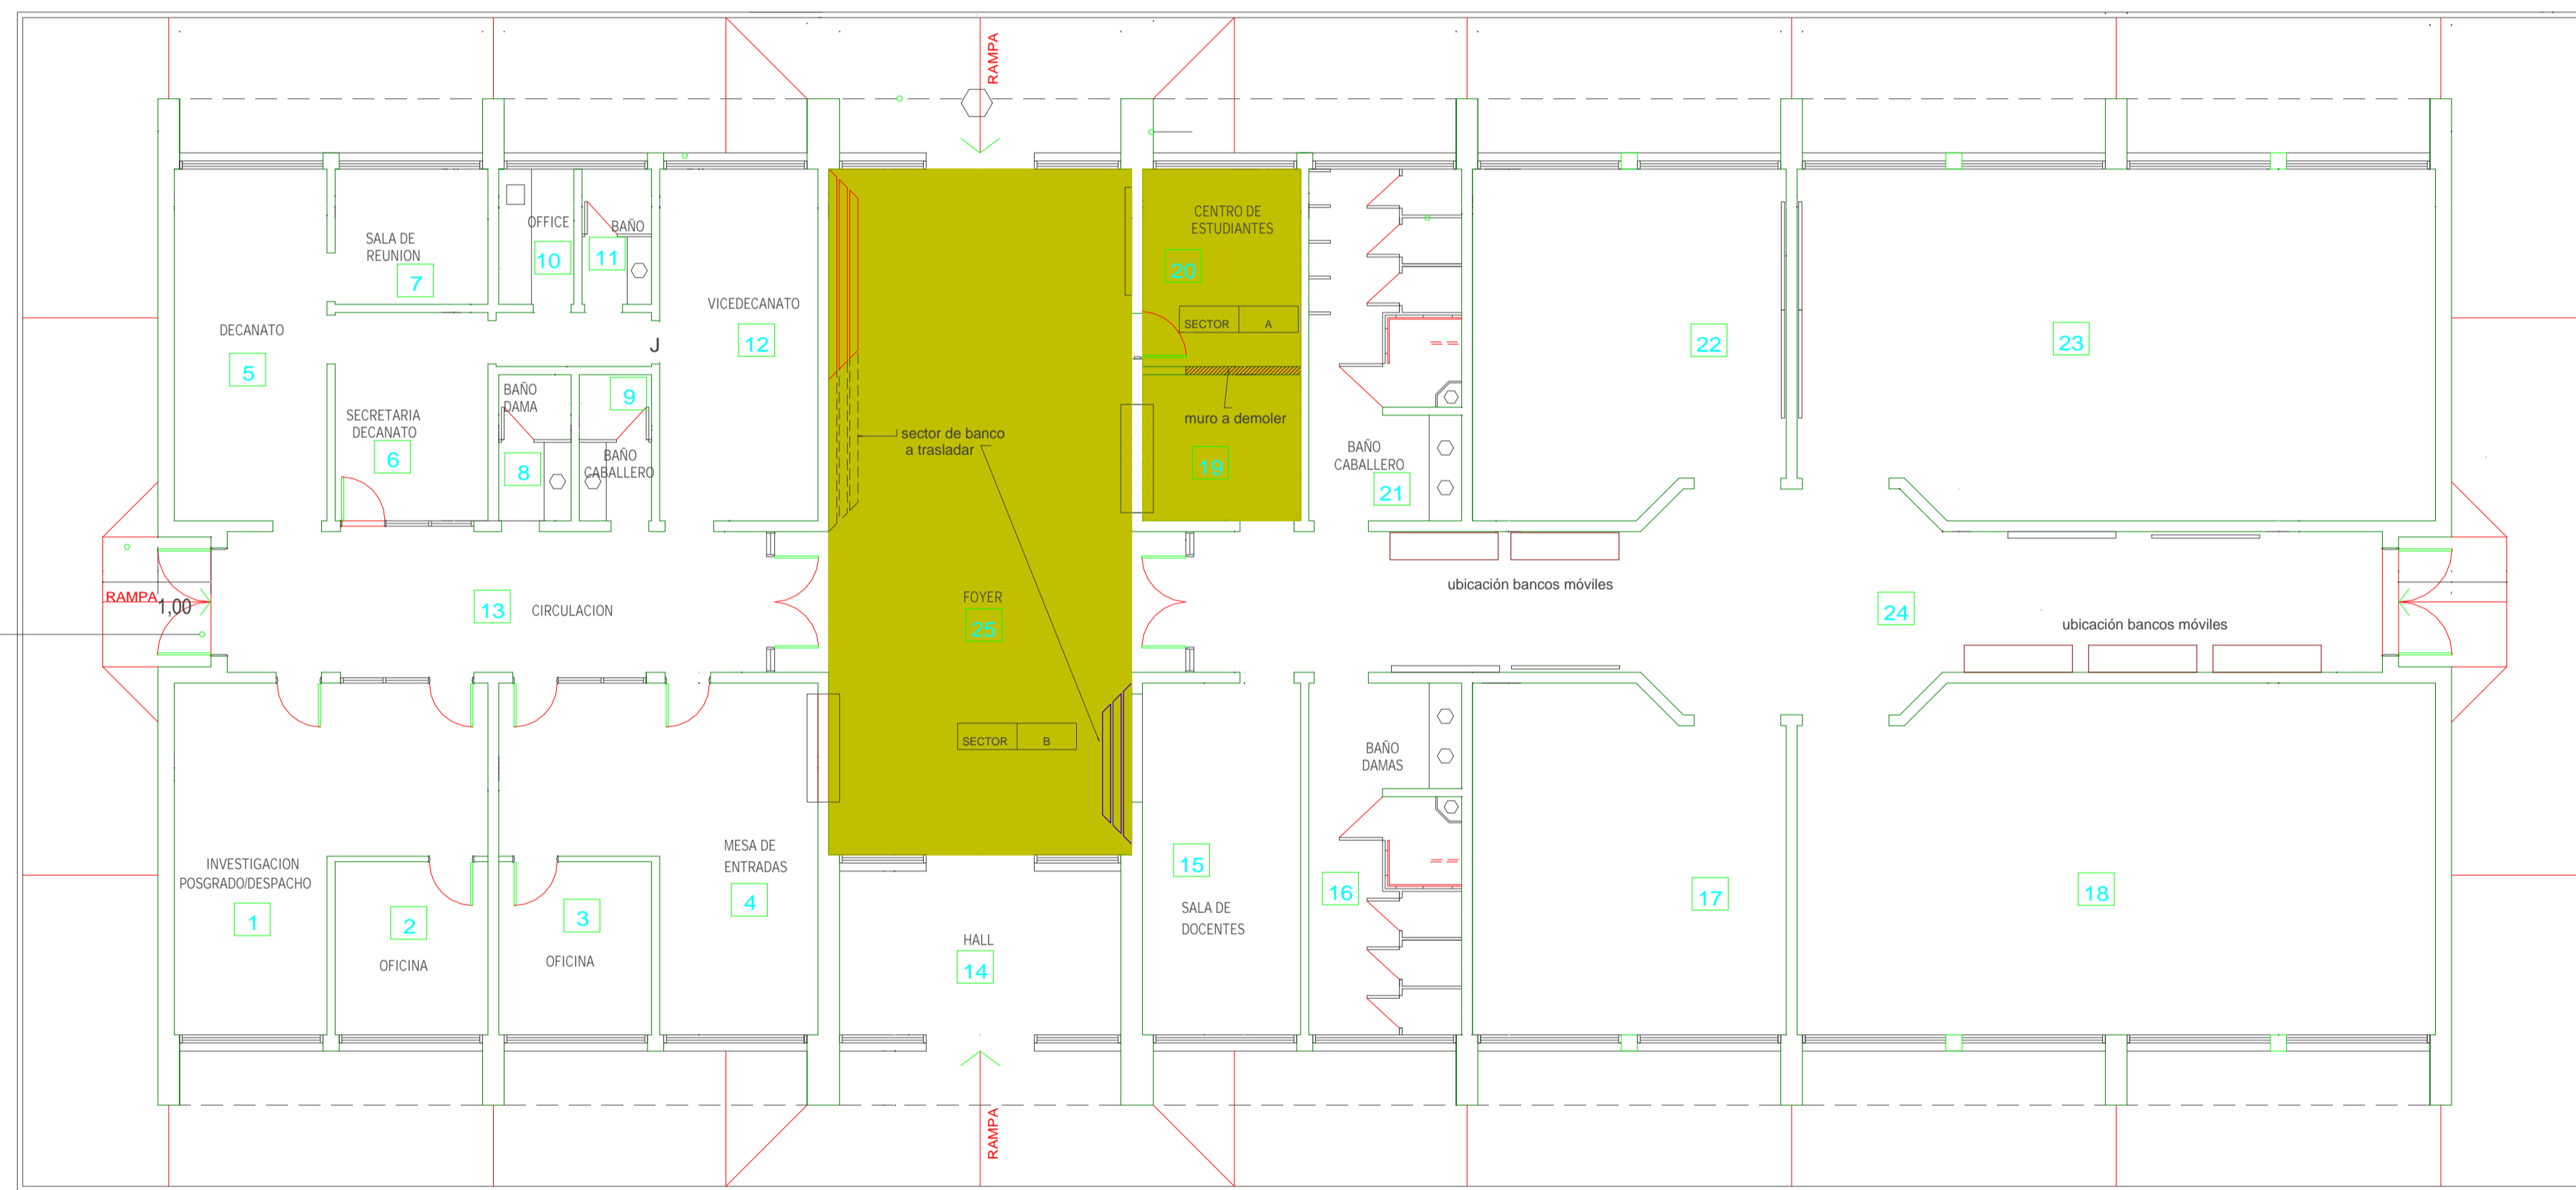 RAMPA
CENTRO DE
ESTUDIANTES
20
SECTOR A
OFFICE
10
BAÑO
11
SALA DE
REUNION
7
VICEDECANATO
12
DECANATO
5
22
23
BAÑO
DAMA
8
9
BAÑO
CABALLERO
SECRETARIA
DECANATO
6
J
sector de banco
a trasladar
muro a demoler
19
BAÑO
CABALLERO
21
ubicación bancos móviles
RAMPA
1,00
13
CIRCULACION
FOYER
25
24
ubicación bancos móviles
SECTOR B
BAÑO
DAMAS
MESA DE
ENTRADAS
4
INVESTIGACION
POSGRADO/DESPACHO
1
2
OFICINA
3
OFICINA
HALL
14
15
SALA DE
DOCENTES
16
17
18
RAMPA